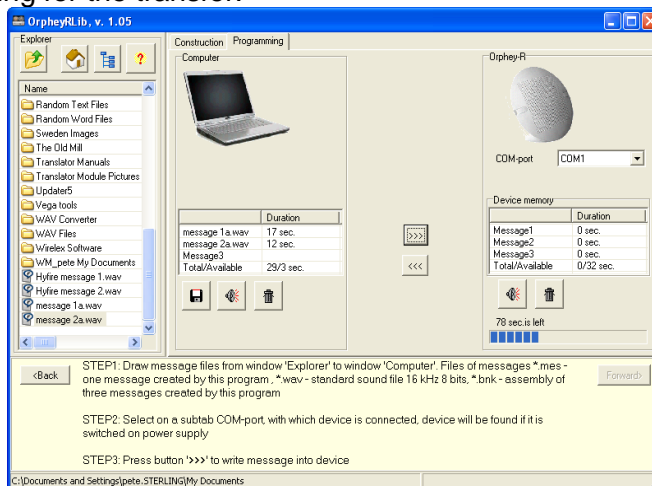 ing for the transfer.
OrpheyRLib, v. 1.05
Explorer
?
Name
Random Text Files
Random Word Files
Sweden Images
The Old Mill
Translator Manuals
Translator Module Pictures
Updater5
Vega tools
WAV Converter
WAV Files
Wirelex Software
WM_pete My Documents
Hyfire message 1.wav
Hyfire message 2.wav
message 1a.wav
message 2a.wav
Construction Programming
Computer
Duration
message 1a.wav 17 sec.
message 2a.wav 12 sec.
Message3
Total/Available 29/3 sec.
>>>
<<<
Orphey-R
COM-port COM1
Device memory
Duration
Message1 0 sec.
Message2 0 sec.
Message3 0 sec.
Total/Available 0/32 sec.
78 sec.is left
<Back
STEP1: Draw message files from window 'Explorer' to window 'Computer'. Files of messages *.mes -
one message created by this program , *.wav - standard sound file 16 kHz 8 bits, *.bnk - assembly of
three messages created by this program
STEP2: Select on a subtab COM-port, with which device is connected, device will be found if it is
switched on power supply
STEP3: Press button '>>>' to write message into device
Forward>
C:\Documents and Settings\pete.STERLING\My Documents